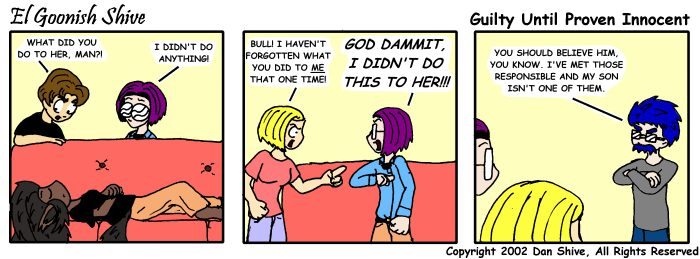 El Goonish Shive
Guilty Until Proven Innocent
WHAT DID YOU
DO TO HER, MAN?!
I DIDN'T DO
ANYTHING!
BULL! I HAVEN'T
FORGOTTEN WHAT
YOU DID TO ME
THAT ONE TIME!
GOD DAMMIT,
I DIDN'T DO
THIS TO HER!!!
YOU SHOULD BELIEVE HIM,
YOU KNOW. I'VE MET THOSE
RESPONSIBLE AND MY SON
ISN'T ONE OF THEM.
Copyright 2002 Dan Shive, All Rights Reserved